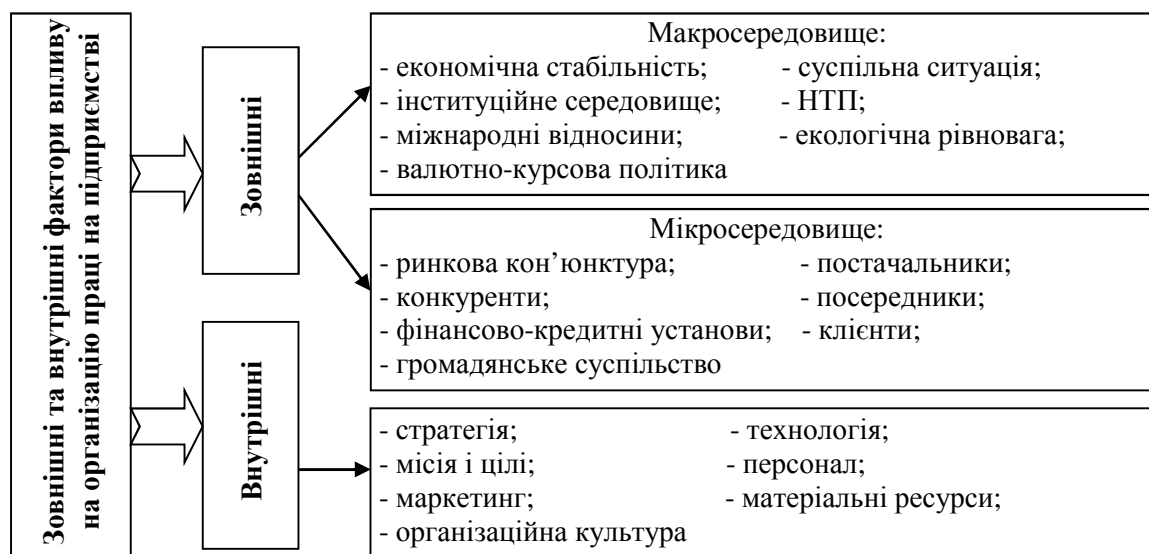 Зовнішні та внутрішні фактори впливу
на організацію праці на підприємстві
Зовнішні
Макросередовище:
- економічна стабільність; - суспільна ситуація;
- інституційне середовище; - НТП;
- міжнародні відносини; - екологічна рівновага;
- валютно-курсова політика
Мікросередовище:
- ринкова кон’юнктура; - постачальники;
- конкуренти; - посередники;
- фінансово-кредитні установи; - клієнти;
- громадянське суспільство
Внутрішні
- стратегія; - технологія;
- місія і цілі; - персонал;
- маркетинг; - матеріальні ресурси;
- організаційна культура